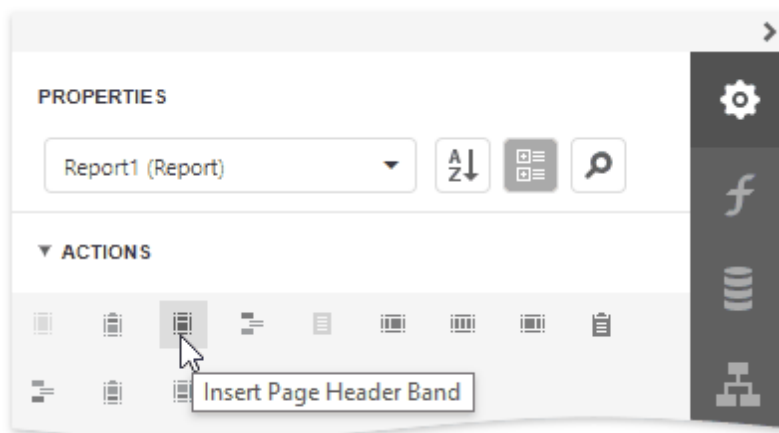 PROPERTIES
Report1 (Report)
A
Z
ACTIONS
Insert Page Header Band